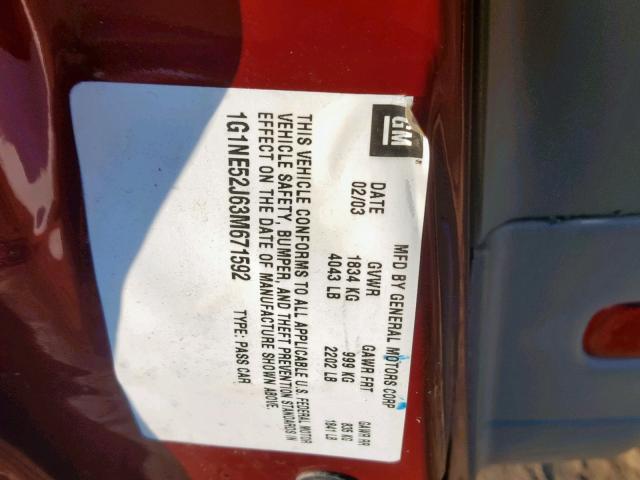 GM
MFD BY GENERAL MOTORS CORP
DATE GVWR GAWR FRT GAWR RR
02/03 1834 KG 999 KG 835 KG
4043 LB 2202 LB 1841 LB
THIS VEHICLE CONFORMS TO ALL APPLICABLE U.S. FEDERAL MOTOR
VEHICLE SAFETY, BUMPER, AND THEFT PREVENTION STANDARDS IN
EFFECT ON THE DATE OF MANUFACTURE SHOWN ABOVE.
1G1NE52J63M671592 TYPE: PASS CAR